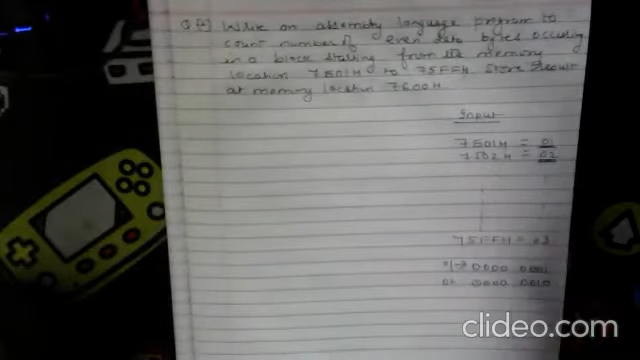 Q 4) Write an assembly language program to
count number of even data bytes occuring
in a block starting from the memory
location 7501H to 75FFH. Store Result
at memory location 7600H
Input
7501H = 01
7502H = 02
75FFH = 03
01→ 0000 0001
02 0000 0010
clideo.com